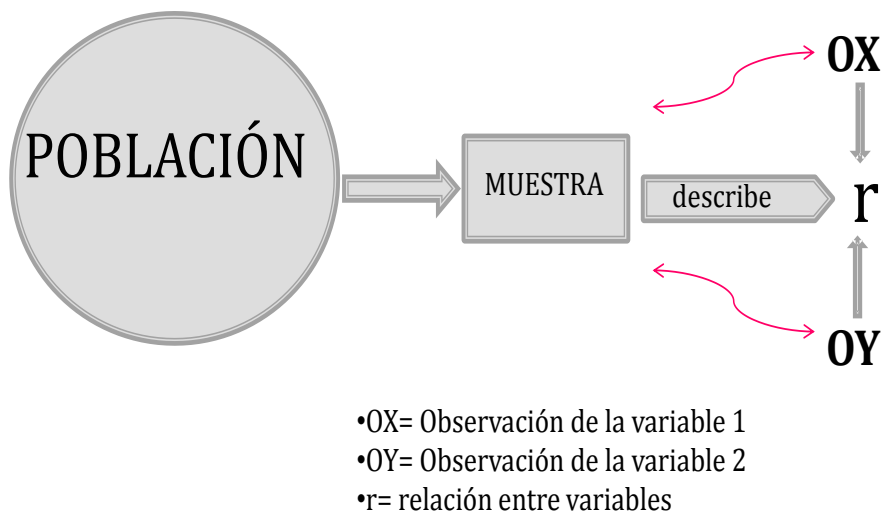 OX
POBLACIÓN
MUESTRA
describe
r
OY
•OX= Observación de la variable 1
•OY= Observación de la variable 2
•r= relación entre variables